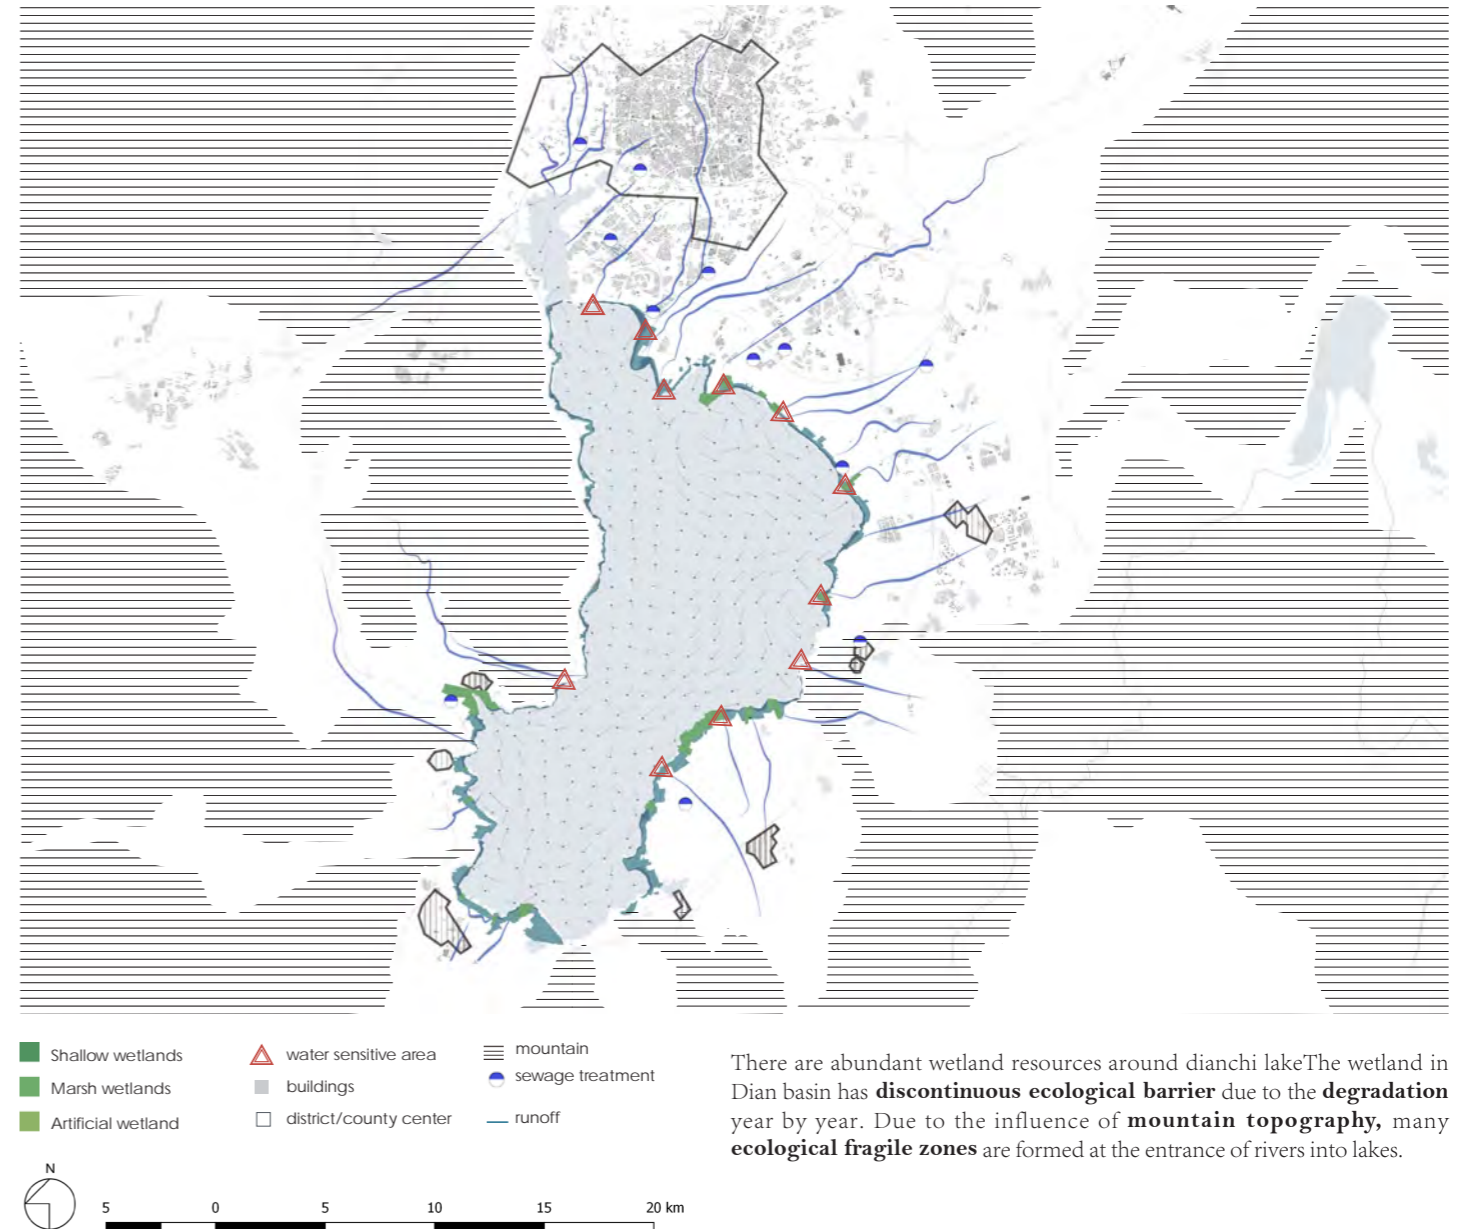 Shallow wetlands
Marsh wetlands
Artificial wetland
water sensitive area
buildings
district/county center
mountain
sewage treatment
runoff
There are abundant wetland resources around dianchi lakeThe wetland in
Dian basin has discontinuous ecological barrier due to the degradation
year by year. Due to the influence of mountain topography, many
ecological fragile zones are formed at the entrance of rivers into lakes.
N
5 0 5 10 15 20 km